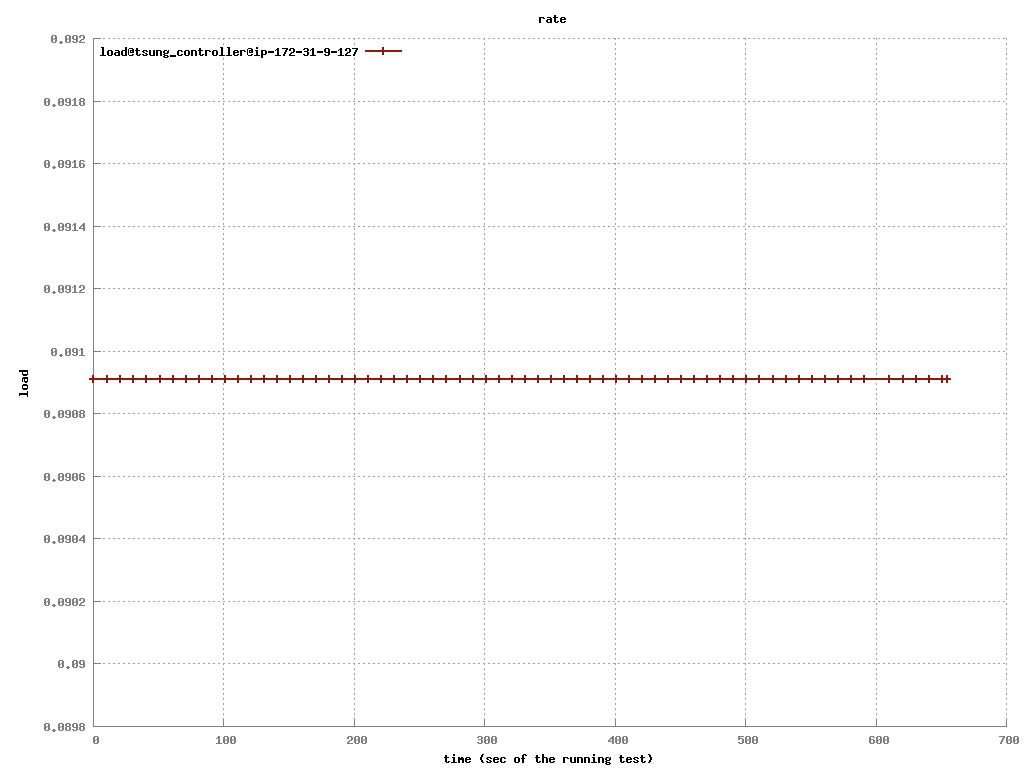 rate
load@tsung_controller@ip-172-31-9-127
0.092
0.0918
0.0916
0.0914
0.0912
0.091
0.0908
0.0906
0.0904
0.0902
0.09
0.0898
load
0 100 200 300 400 500 600 700
time (sec of the running test)